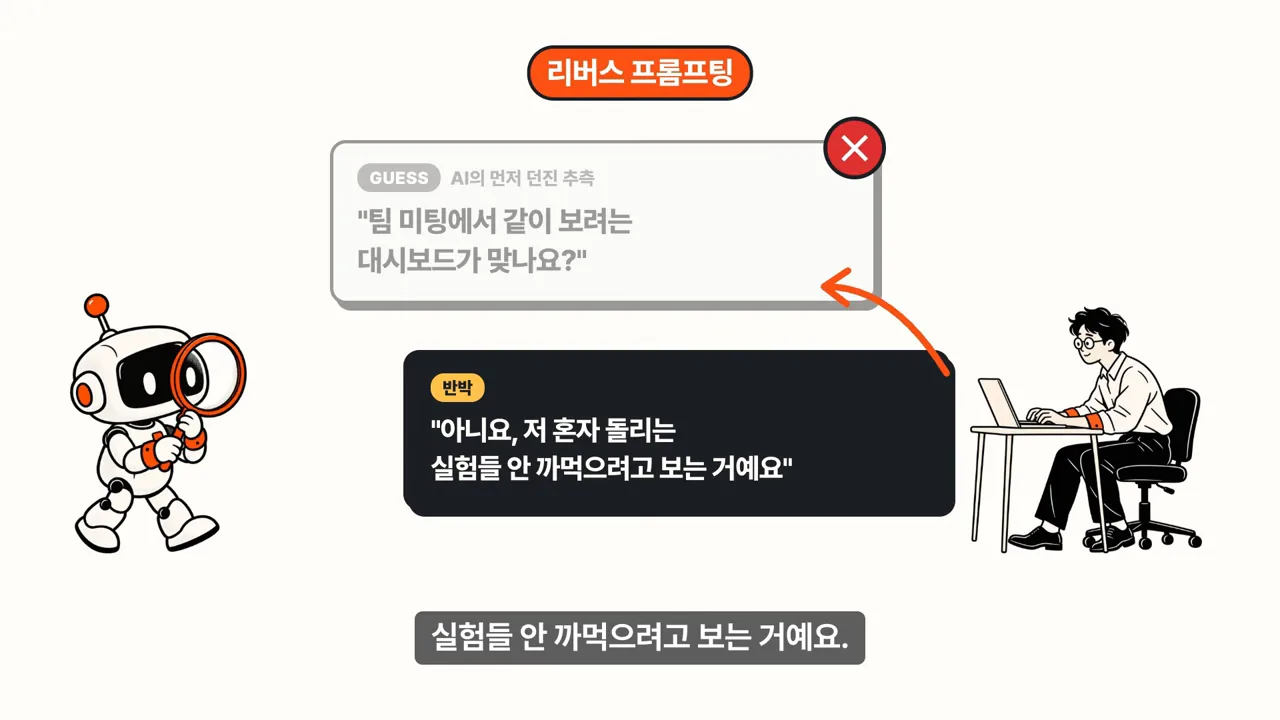 리버스 프롬프팅
GUESS AI의 먼저 던진 추측
"팀 미팅에서 같이 보려는
대시보드가 맞나요?"
반박
"아니요, 저 혼자 돌리는
실험들 안 까먹으려고 보는 거예요"
실험들 안 까먹으려고 보는 거예요.